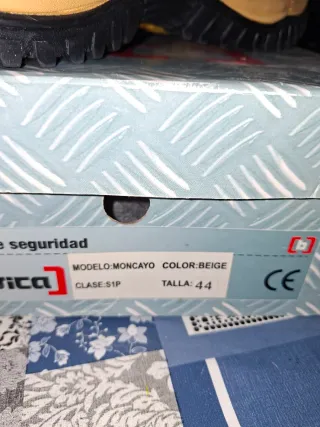 e seguridad
MODELO:MONCAYO COLOR:BEIGE
CLASE:S1P TALLA: 44
CE